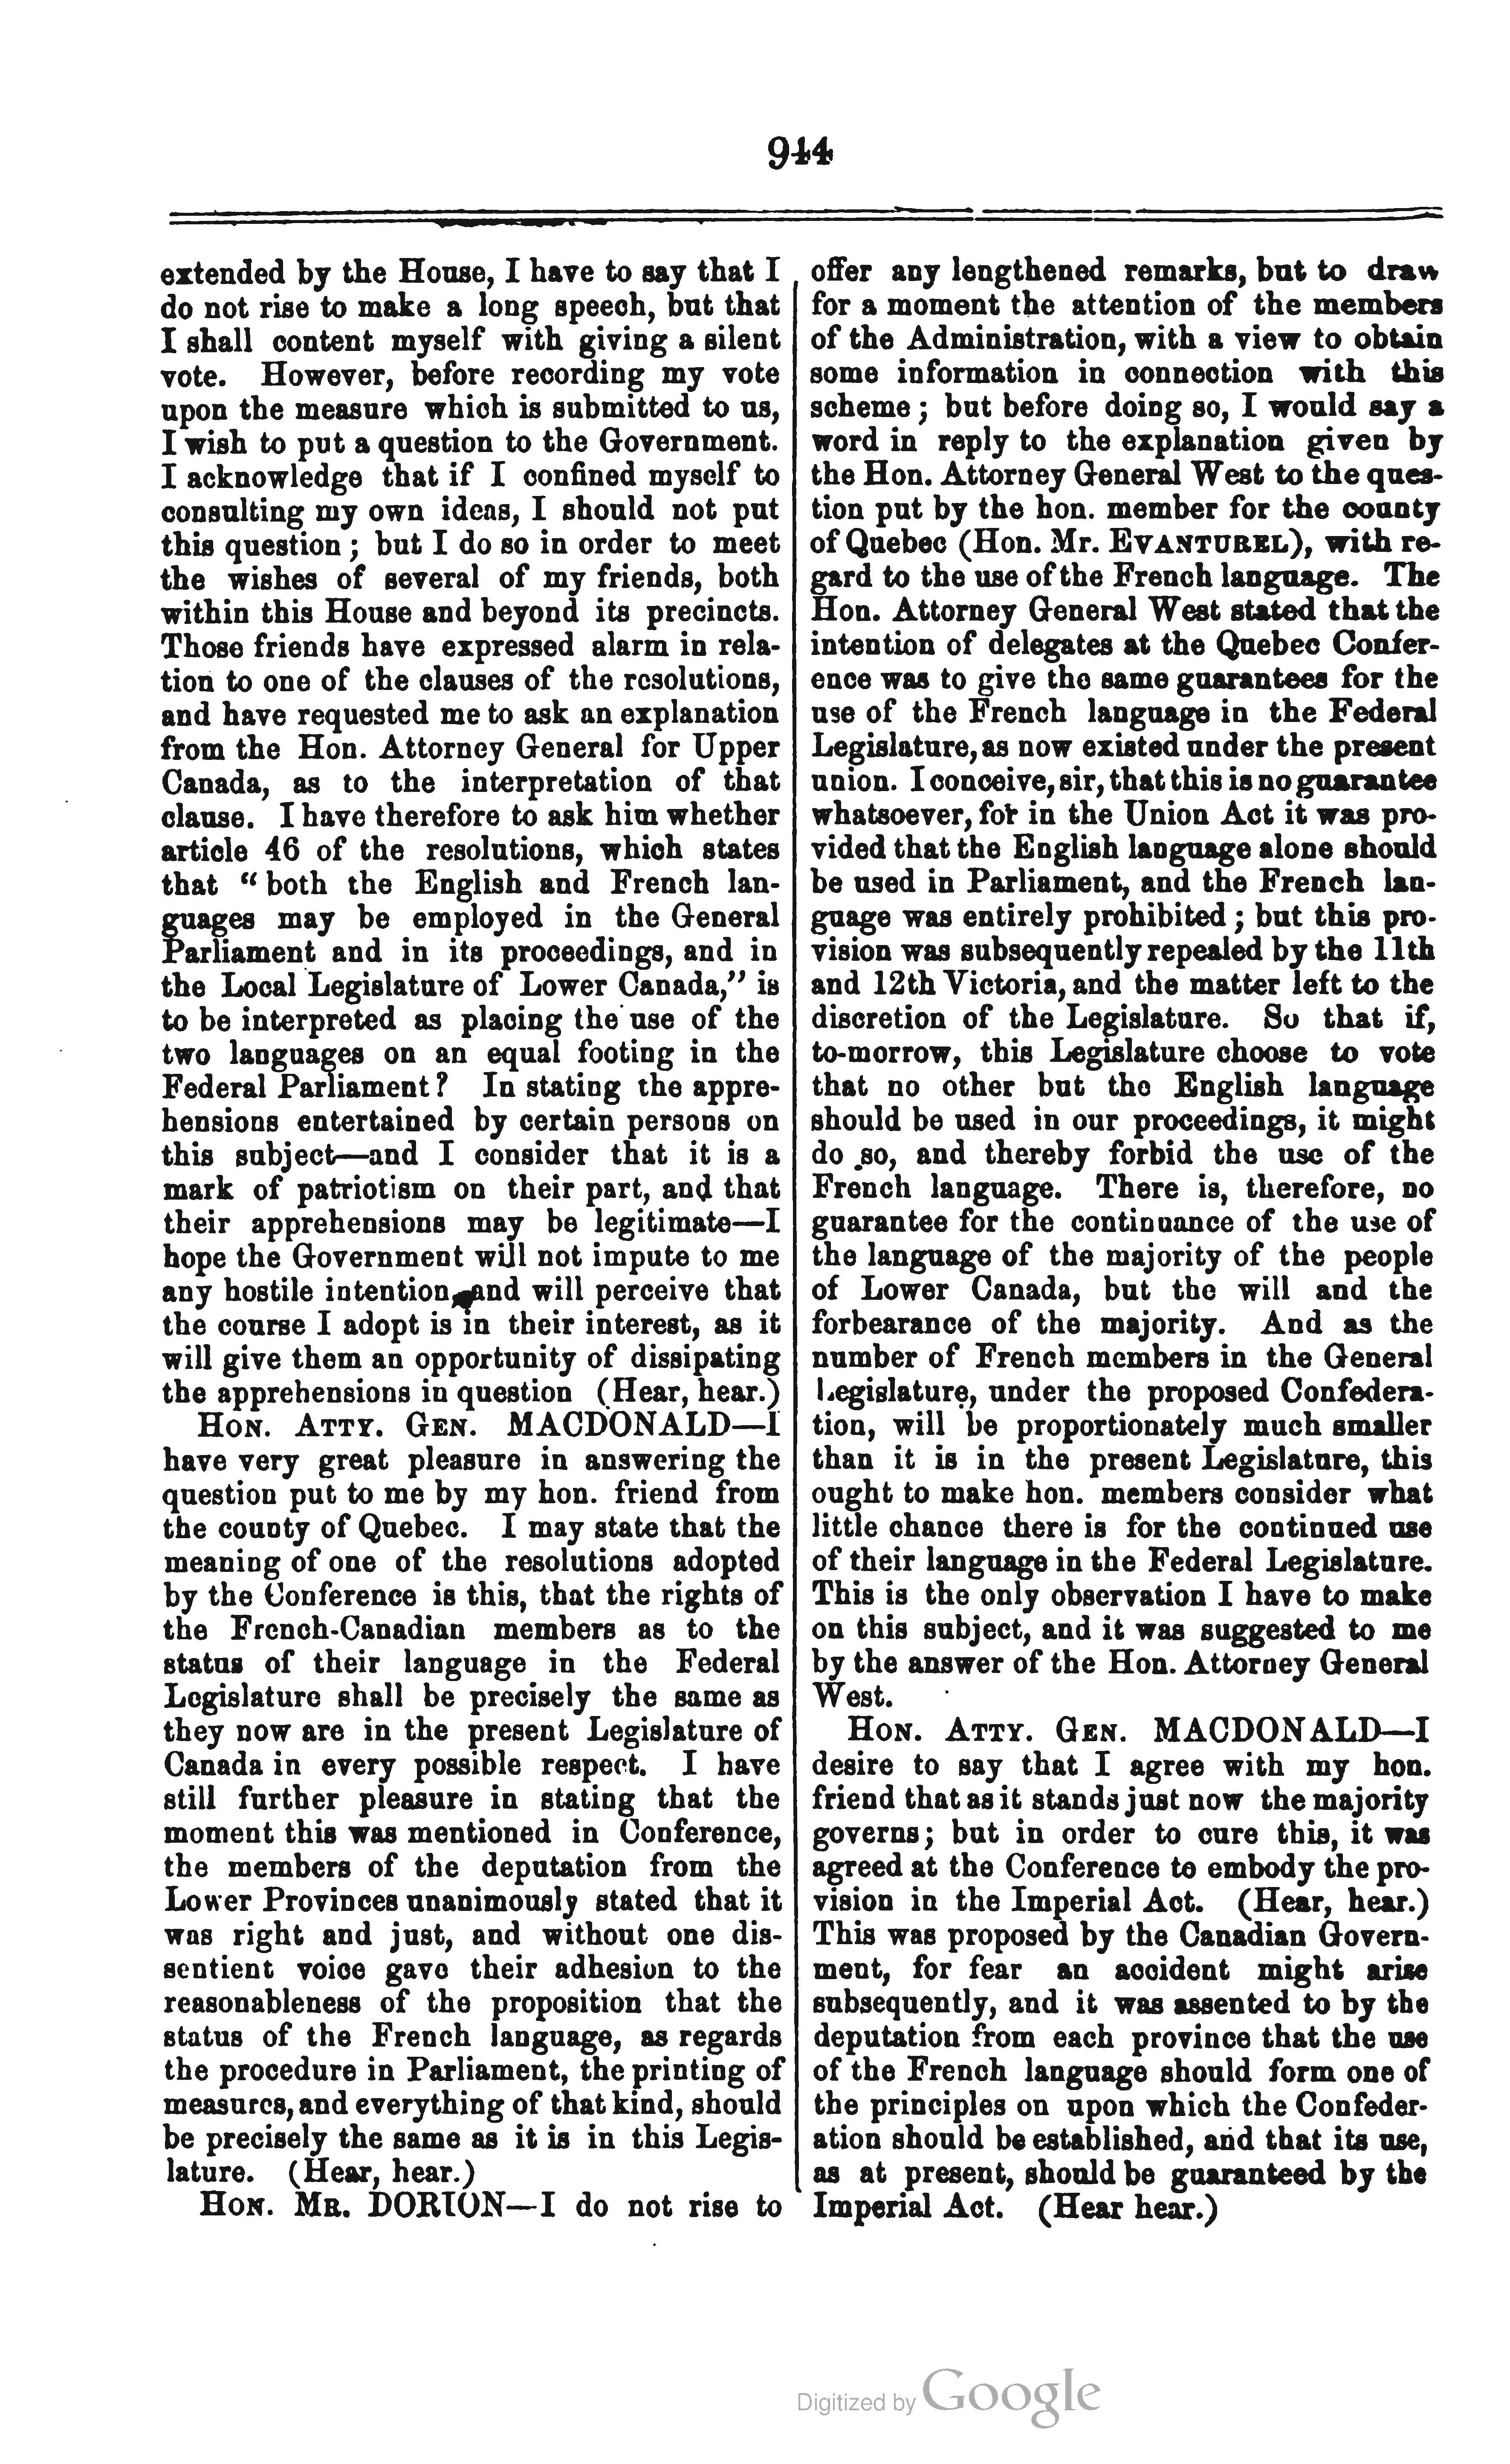 944
extended by the House, I have to say that I
do not rise to make a long speech, but that
I shall content myself with giving a silent
vote. However, before recording my vote
upon the measure which is submitted to us,
I wish to put a question to the Government.
I acknowledge that if I confined myself to
consulting my own ideas, I should not put
this question; but I do so in order to meet
the wishes of several of my friends, both
within this House and beyond its precincts.
Those friends have expressed alarm in rela-
tion to one of the clauses of the resolutions,
and have requested me to ask an explanation
from the Hon. Attorney General for Upper
Canada, as to the interpretation of that
clause. I have therefore to ask him whether
article 46 of the resolutions, which states
that "both the English and French lan-
guages may be employed in the General
Parliament and in its proceedings, and in
the Local Legislature of Lower Canada," is
to be interpreted as placing the use of the
two languages on an equal footing in the
Federal Parliament? In stating the appre-
hensions entertained by certain persons on
this subject—and I consider that it is a
mark of patriotism on their part, and that
their apprehensions may be legitimate—I
hope the Government will not impute to me
any hostile intention, and will perceive that
the course I adopt is in their interest, as it
will give them an opportunity of dissipating
the apprehensions in question (Hear, hear.)
HON. ATTY. GEN. MACDONALD—I
have very great pleasure in answering the
question put to me by my hon. friend from
the county of Quebec. I may state that the
meaning of one of the resolutions adopted
by the Conference is this, that the rights of
the French-Canadian members as to the
status of their language in the Federal
Legislature shall be precisely the same as
they now are in the present Legislature of
Canada in every possible respect. I have
still further pleasure in stating that the
moment this was mentioned in Conference,
the members of the deputation from the
Lower Provinces unanimously stated that it
was right and just, and without one dis-
sentient voice gave their adhesion to the
reasonableness of the proposition that the
status of the French language, as regards
the procedure in Parliament, the printing of
measures, and everything of that kind, should
be precisely the same as it is in this Legis-
lature. (Hear, hear.)
HON. MR. DORION—I do not rise to
offer any lengthened remarks, but to draw
for a moment the attention of the members
of the Administration, with a view to obtain
some information in connection with this
scheme; but before doing so, I would say a
word in reply to the explanation given by
the Hon. Attorney General West to the ques-
tion put by the hon. member for the county
of Quebec (Hon. Mr. EVANTUREL), with re-
gard to the use of the French language. The
Hon. Attorney General West stated that the
intention of delegates at the Quebec Confer-
ence was to give the same guarantees for the
use of the French language in the Federal
Legislature, as now existed under the present
union. I conceive, sir, that this is no guarantee
whatsoever, for in the Union Act it was pro-
vided that the English language alone should
be used in Parliament, and the French lan-
guage was entirely prohibited; but this pro-
vision was subsequently repealed by the 11th
and 12th Victoria, and the matter left to the
discretion of the Legislature. So that if,
to-morrow, this Legislature choose to vote
that no other but the English language
should be used in our proceedings, it might
do so, and thereby forbid the use of the
French language. There is, therefore, no
guarantee for the continuance of the use of
the language of the majority of the people
of Lower Canada, but the will and the
forbearance of the majority. And as the
number of French members in the General
Legislature, under the proposed Confedera-
tion, will be proportionately much smaller
than it is in the present Legislature, this
ought to make hon. members consider what
little chance there is for the continued use
of their language in the Federal Legislature.
This is the only observation I have to make
on this subject, and it was suggested to me
by the answer of the Hon. Attorney General
West.
HON. ATTY. GEN. MACDONALD—I
desire to say that I agree with my hon.
friend that as it stands just now the majority
governs; but in order to cure this, it was
agreed at the Conference to embody the pro-
vision in the Imperial Act. (Hear, hear.)
This was proposed by the Canadian Govern-
ment, for fear an accident might arise
subsequently, and it was assented to by the
deputation from each province that the use
of the French language should form one of
the principles on upon which the Confeder-
ation should be established, and that its use,
as at present, should be guaranteed by the
Imperial Act. (Hear hear.)
Digitized by Google